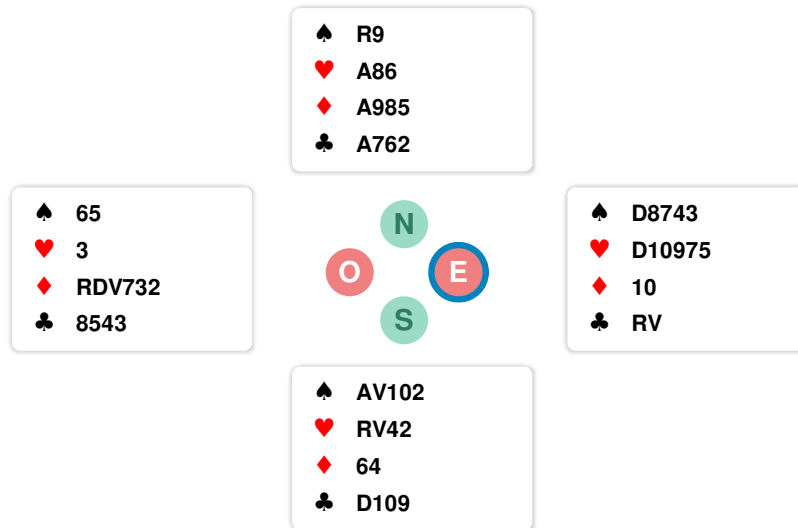 ♠ R9
♥ A86
♦ A985
♣ A762
♠ 65
♥ 3
♦ RDV732
♣ 8543
N
O
E
S
♠ D8743
♥ D10975
♦ 10
♣ RV
♠ AV102
♥ RV42
♦ 64
♣ D109